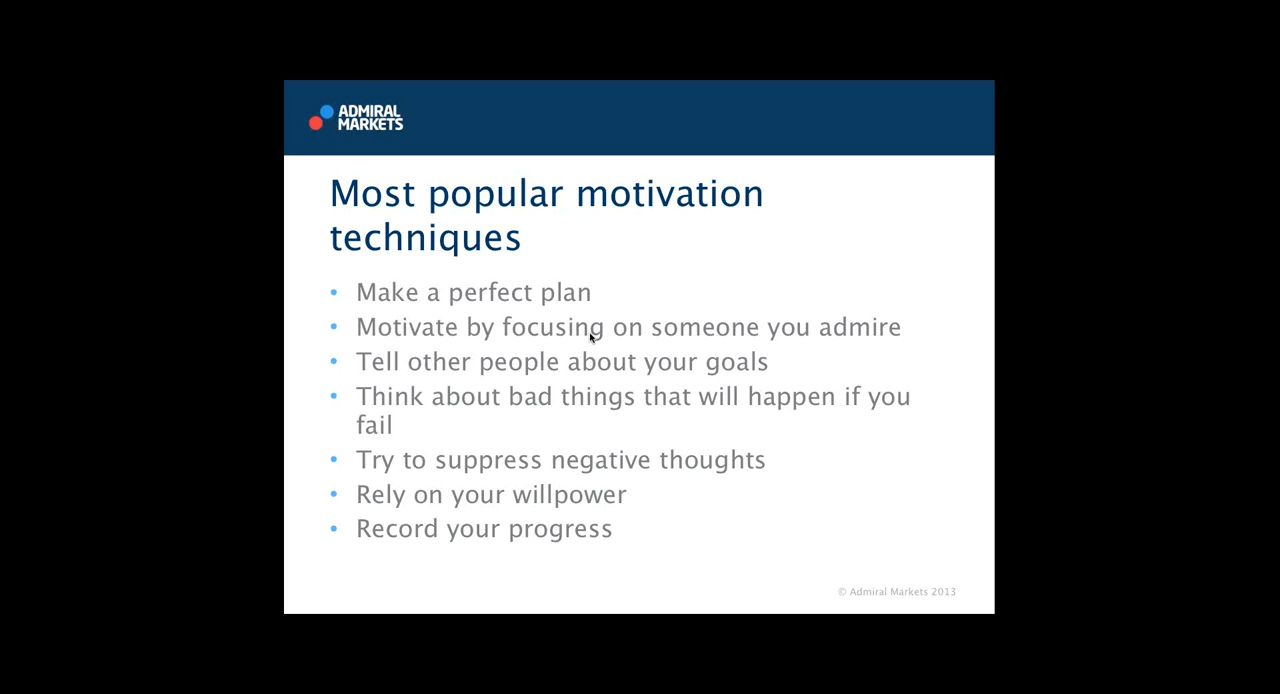 ADMIRAL
MARKETS
Most popular motivation
techniques
• Make a perfect plan
• Motivate by focusing on someone you admire
• Tell other people about your goals
• Think about bad things that will happen if you
fail
• Try to suppress negative thoughts
• Rely on your willpower
• Record your progress
© Admiral Markets 2013